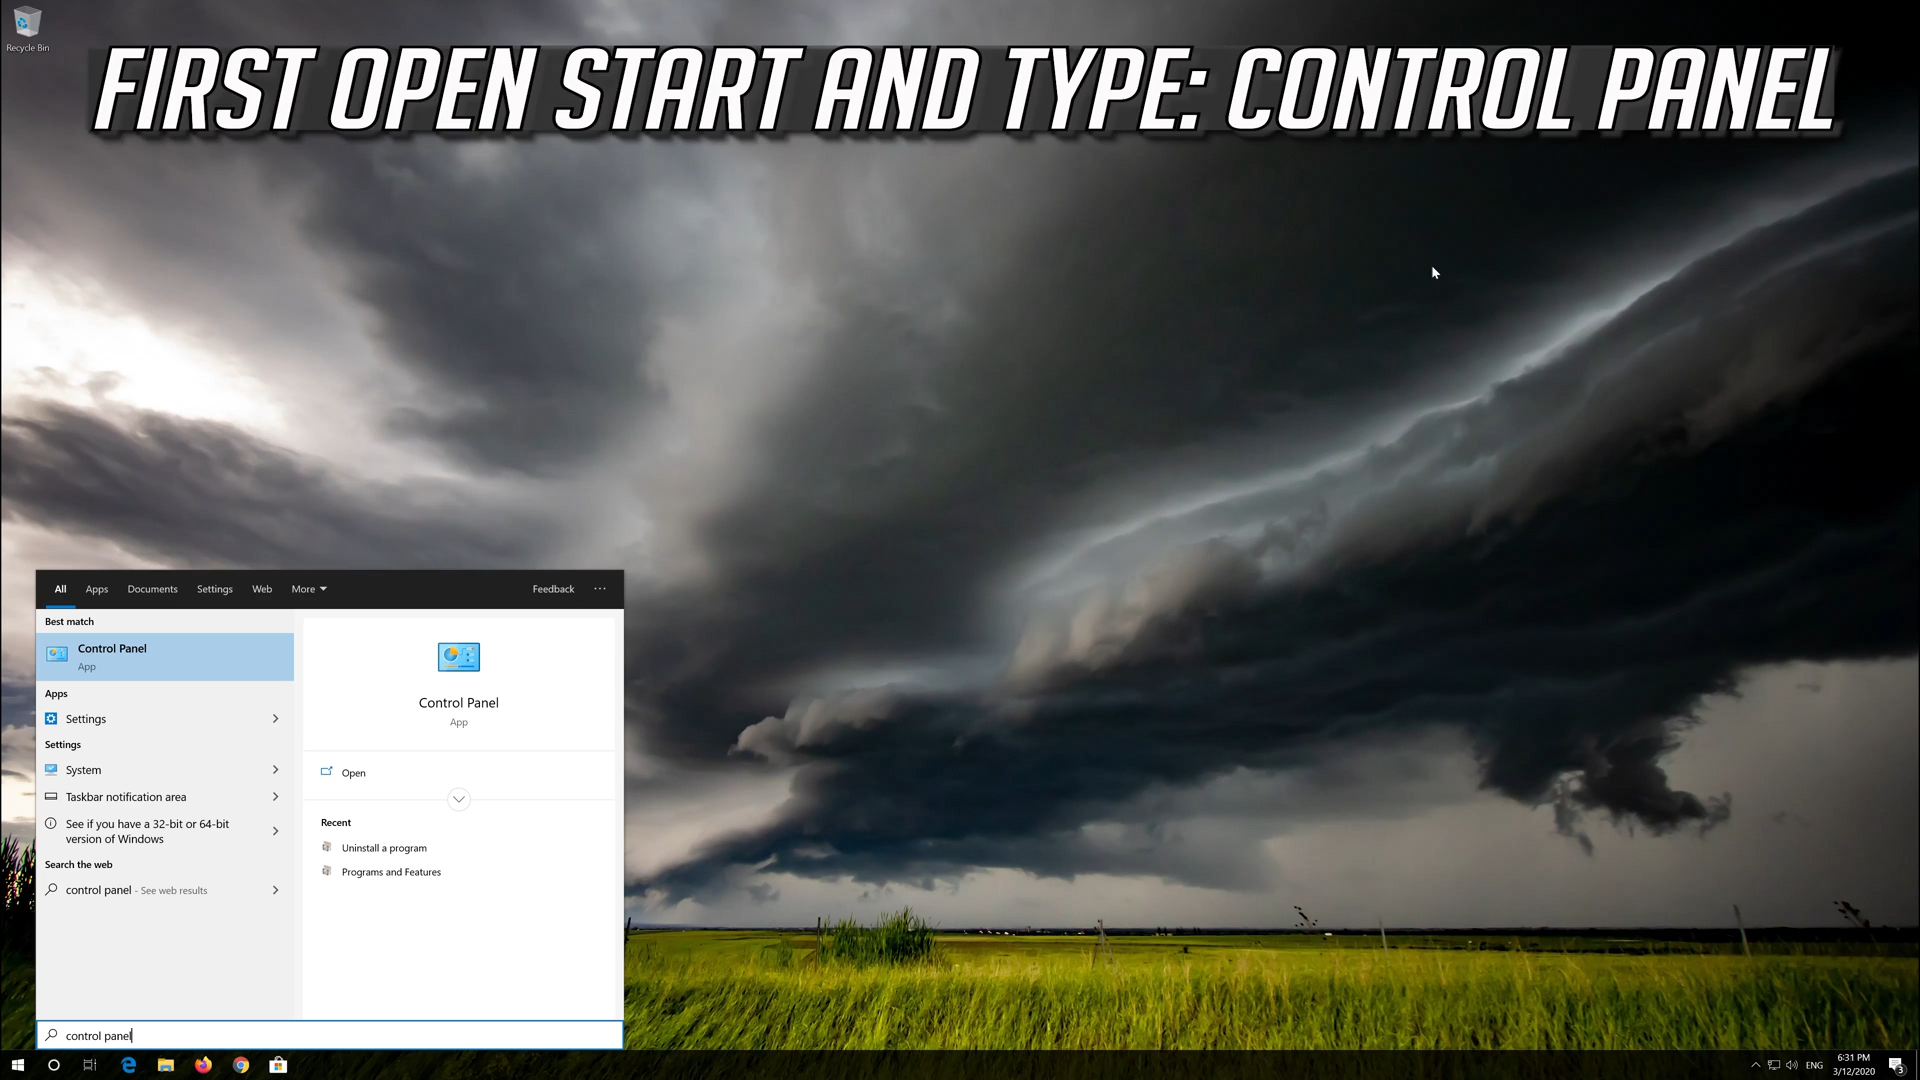 Recycle Bin
FIRST OPEN START AND TYPE: CONTROL PANEL
All Apps Documents Settings Web More Feedback ...
Best match
Control Panel
App
Apps
Settings
Settings
System
Taskbar notification area
See if you have a 32-bit or 64-bit
version of Windows
Search the web
control panel - See web results
Control Panel
App
Open
Recent
Uninstall a program
Programs and Features
control panel
ENG
6:31 PM
3/12/2020
3